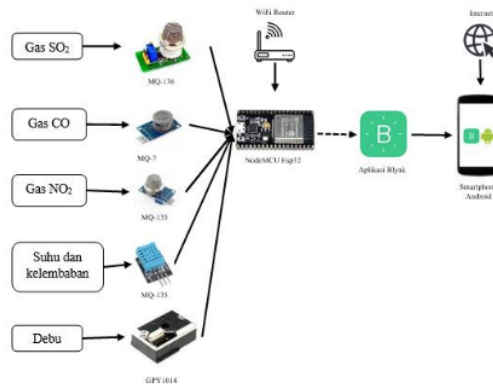 WiFi Router
Internet
Gas SO₂
MQ-136
Gas CO
MQ-7
NodeMCU Esp32
B
Aplikasi Blynk
B
Smartphone
Android
Gas NO₂
MQ-135
Suhu dan
kelembaban
MQ-135
Debu
GPY1014